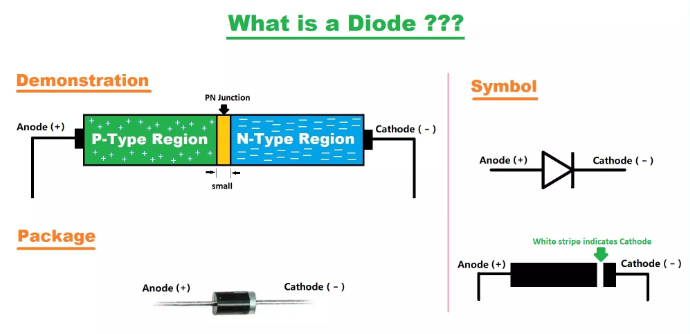 What is a Diode ???
Demonstration
PN Junction
Anode (+)
P-Type Region
N-Type Region
Cathode ( - )
small
Package
Anode (+)
Cathode ( - )
Symbol
Anode (+)
Cathode ( - )
White stripe indicates Cathode
Anode (+)
Cathode ( - )